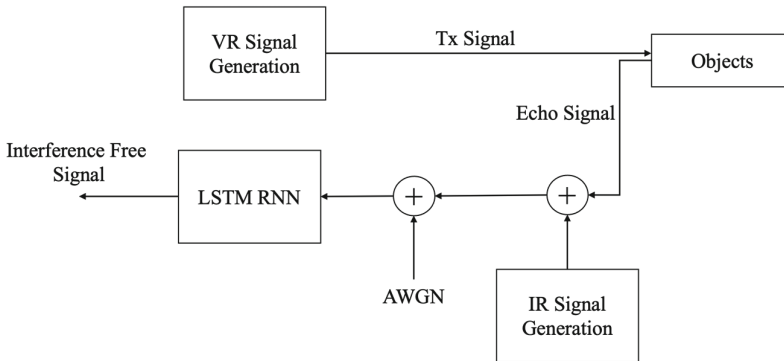 VR Signal
Generation
Tx Signal
Objects
Echo Signal
Interference Free
Signal
LSTM RNN
+
+
AWGN
IR Signal
Generation